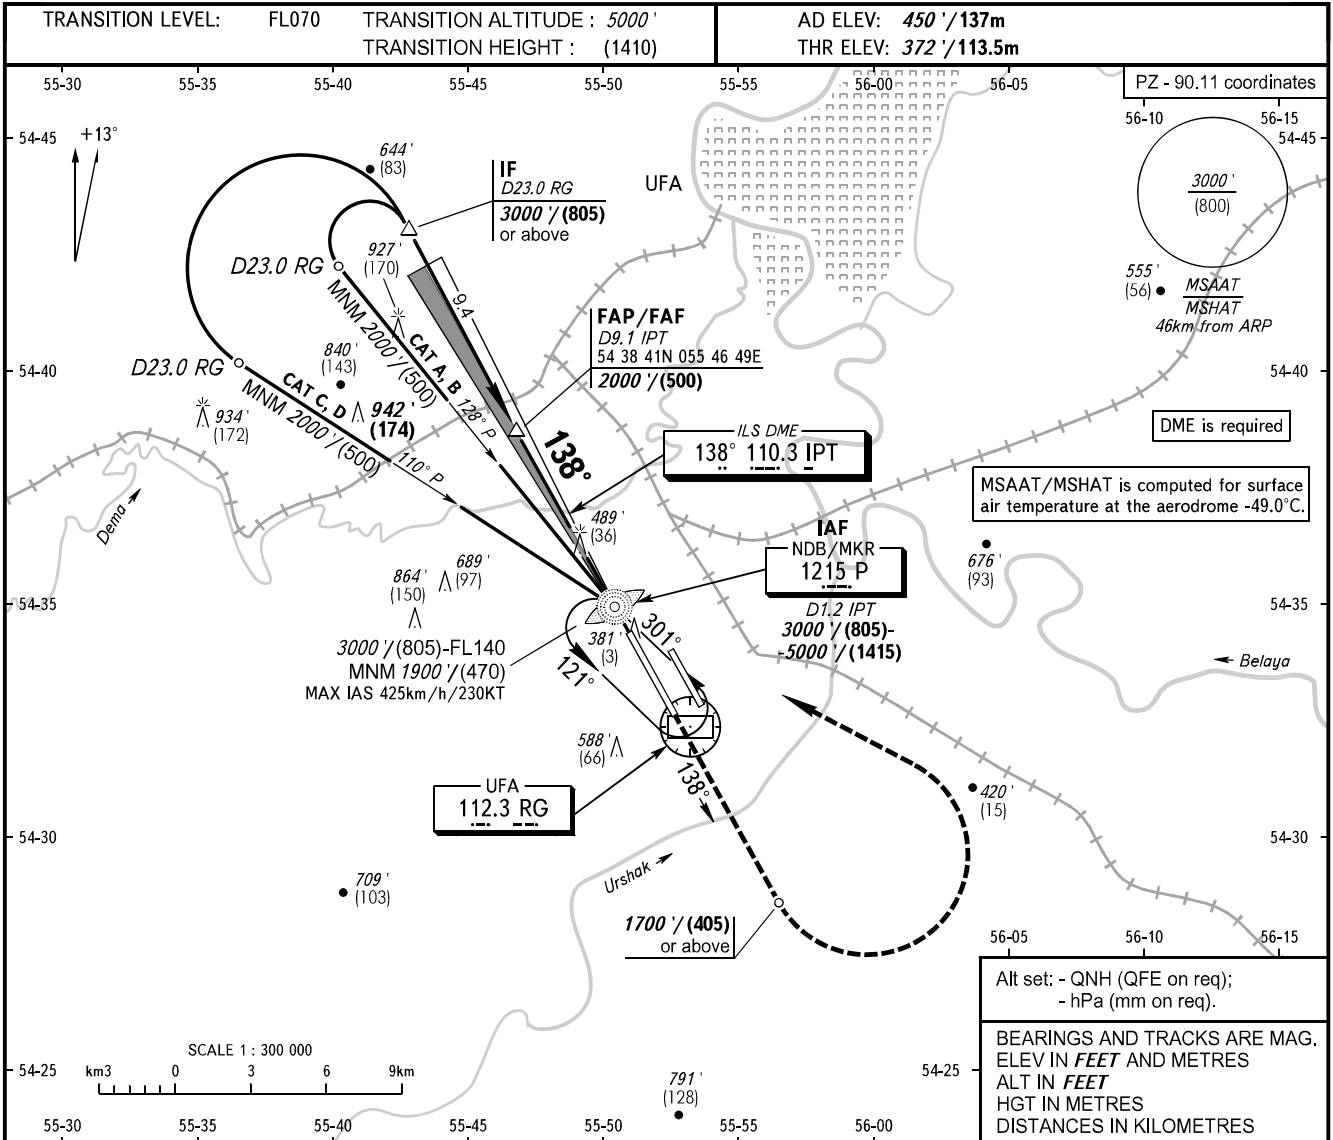 TRANSITION LEVEL: FL070 TRANSITION ALTITUDE : 5000 '
TRANSITION HEIGHT : (1410)
AD ELEV: 450 '/137m
THR ELEV: 372 '/113.5m
55-30 55-35 55-40 55-45 55-50 55-55 56-00 56-05
PZ - 90.11 coordinates
56-10 56-15
54-45 54-45
+13°
644 '
(83)
IF
D23.0 RG
3000 '/(805)
or above
UFA
3000 '
(800)
D23.0 RG
927 '
(170)
555 '
(56)
MSAAT
MSHAT
46km from ARP
MNM 2000'/(500)
CAT A, B
128° P
9.4
FAP/FAF
D9.1 IPT
54 38 41N 055 46 49E
2000 '/(500)
D23.0 RG
840 '
(143)
54-40 54-40
CAT C, D
MNM 2000'/(500)
110° P
942 '
(174)
934 '
(172)
138°
ILS DME
138° 110.3 IPT
DME is required
MSAAT/MSHAT is computed for surface
air temperature at the aerodrome -49.0°C.
Dema
489 '
(36)
IAF
NDB/MKR
1215 P
D1.2 IPT
3000 '/(805)-
-5000 '/(1415)
676 '
(93)
689 '
(97)
864 '
(150)
54-35 54-35
381 '
(3)
301°
121°
3000 '/(805)-FL140
MNM 1900 '/(470)
MAX IAS 425km/h/230KT
Belaya
588 '
(66)
UFA
112.3 RG
138°
420 '
(15)
54-30 54-30
Urshak
709 '
(103)
1700 '/(405)
or above
56-05 56-10 56-15
Alt set: - QNH (QFE on req);
- hPa (mm on req).
BEARINGS AND TRACKS ARE MAG.
ELEV IN FEET AND METRES
ALT IN FEET
HGT IN METRES
DISTANCES IN KILOMETRES
SCALE 1 : 300 000
km3 0 3 6 9km
54-25 54-25
791 '
(128)
55-30 55-35 55-40 55-45 55-50 55-55 56-00